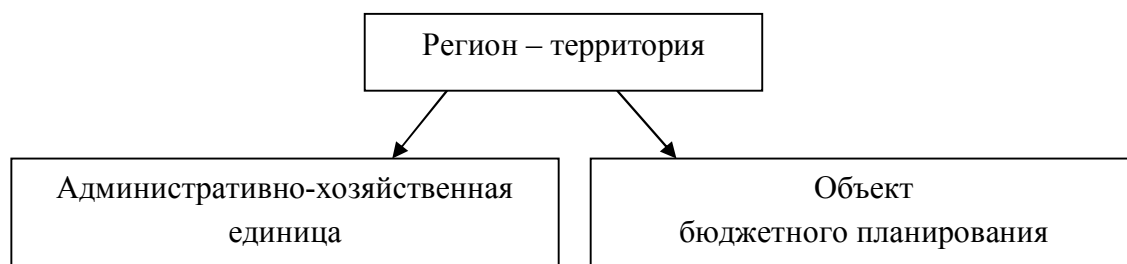 Регион – территория
Административно-хозяйственная
единица
Объект
бюджетного планирования